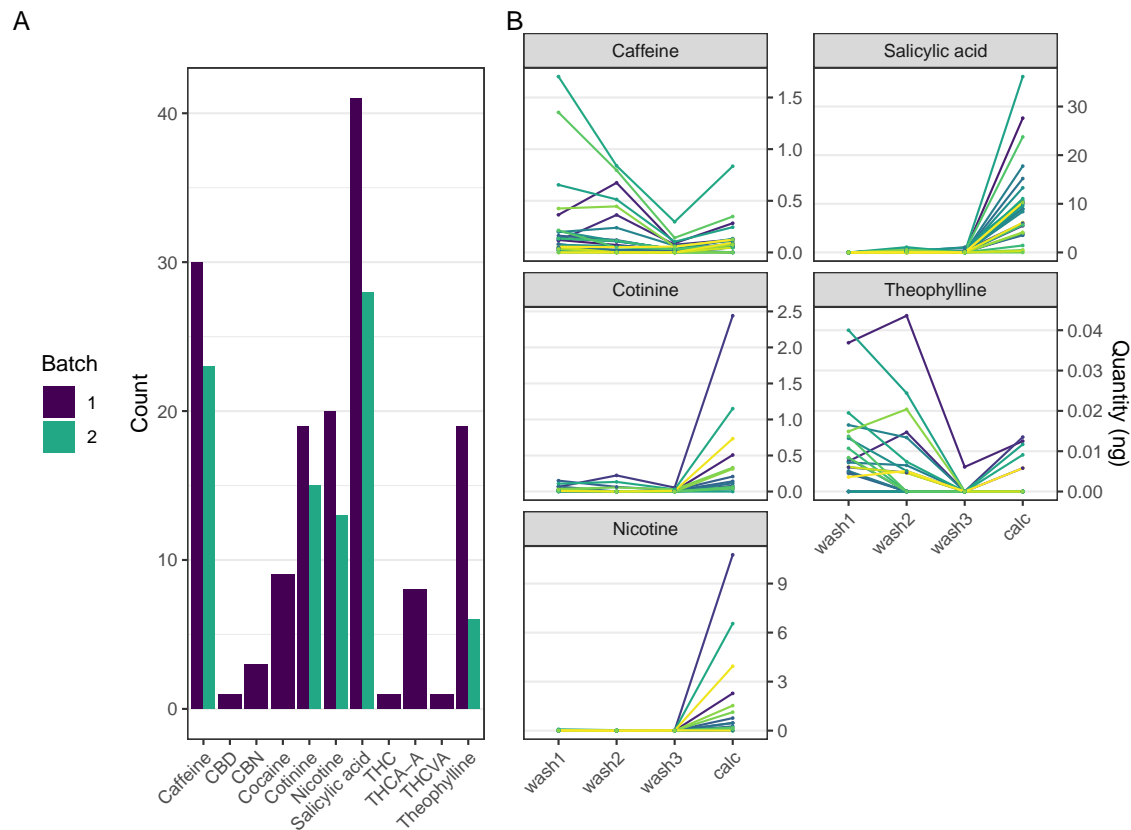 A
B
Batch
1
2
Count
40
30
20
10
0
Caffeine
CBD
CBN
Cocaine
Cotinine
Nicotine
Salicylic acid
THC
THCA−A
THCVA
Theophylline
Caffeine
1.5
1.0
0.5
0.0
Salicylic acid
30
20
10
0
Cotinine
2.5
2.0
1.5
1.0
0.5
0.0
Theophylline
0.04
0.03
0.02
0.01
0.00
wash1
wash2
wash3
calc
Nicotine
9
6
3
0
wash1
wash2
wash3
calc
Quantity (ng)